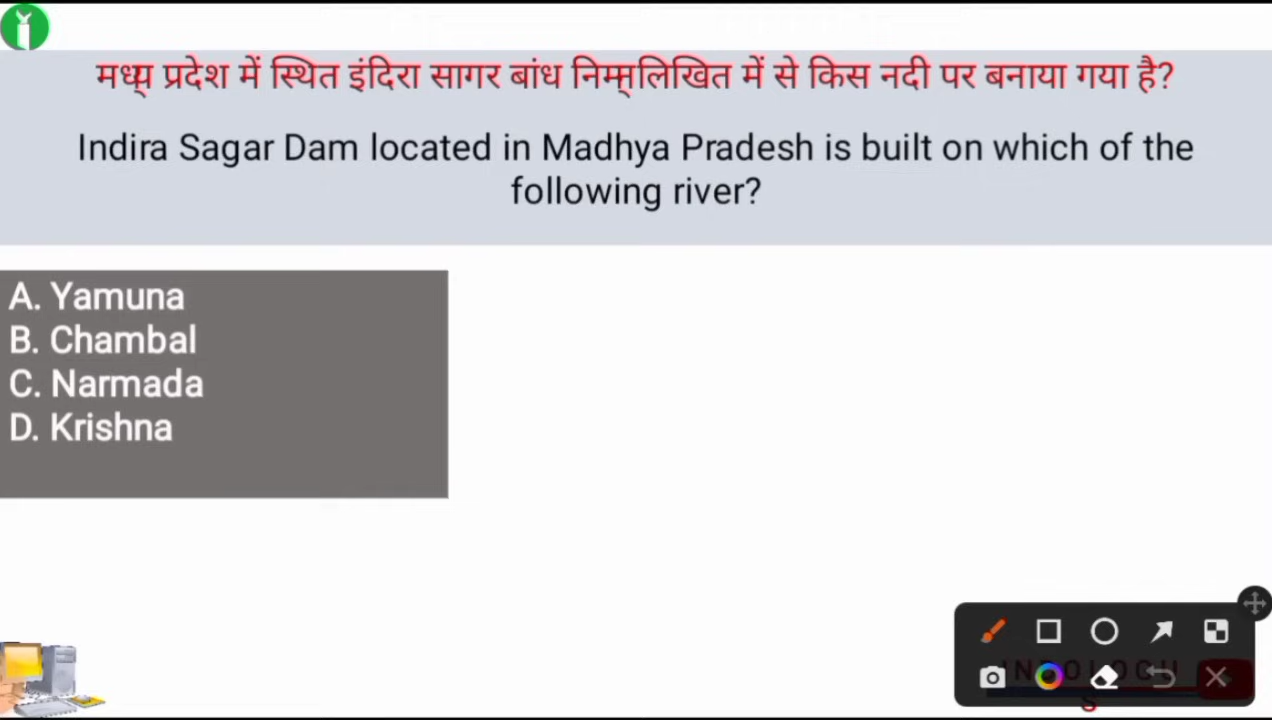 मध्य प्रदेश में स्थित इंदिरा सागर बांध निम्नलिखित में से किस नदी पर बनाया गया है?
Indira Sagar Dam located in Madhya Pradesh is built on which of the
following river?
A. Yamuna
B. Chambal
C. Narmada
D. Krishna
INDOLOGU
S